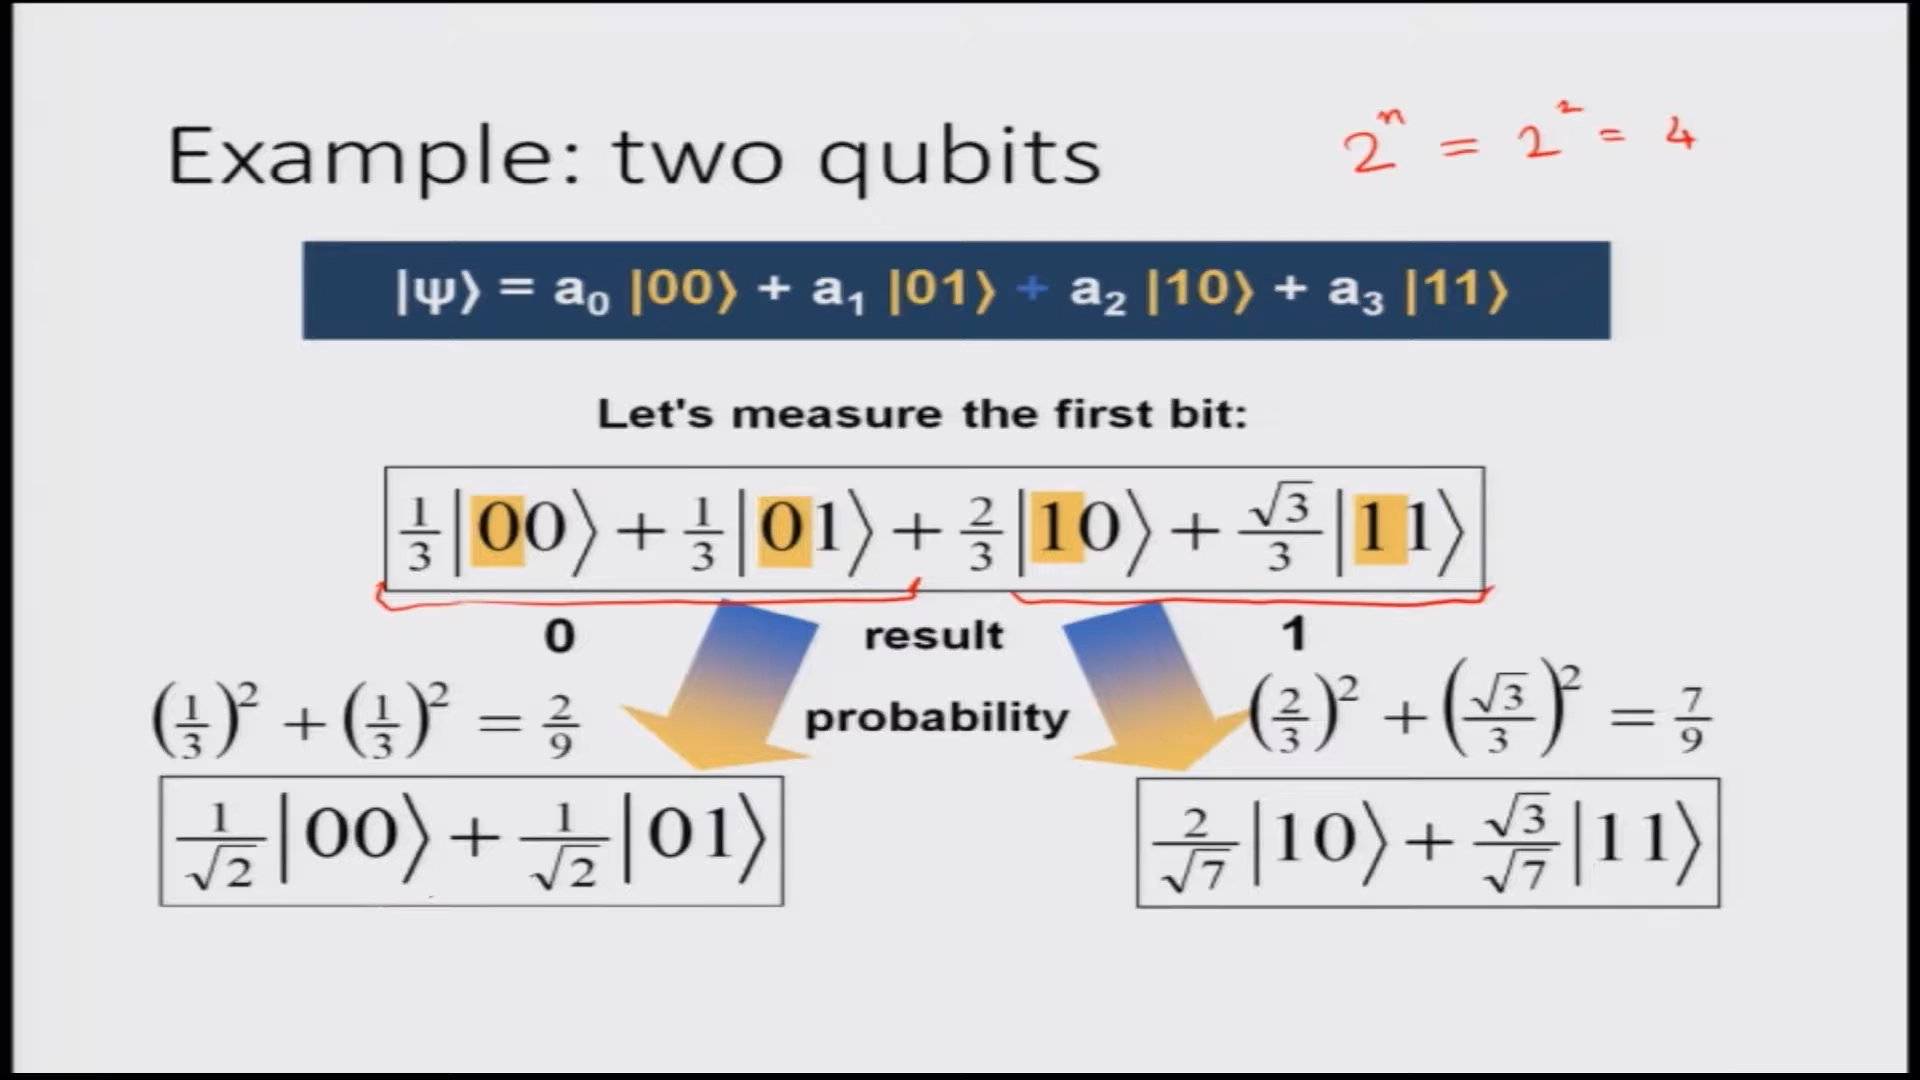 Example: two qubits
2ⁿ = 2² = 4
|ψ⟩ = a₀ |00⟩ + a₁ |01⟩ + a₂ |10⟩ + a₃ |11⟩
Let's measure the first bit:
1/3|00⟩ + 1/3|01⟩ + 2/3|10⟩ + √3/3|11⟩
0 result 1
(1/3)² + (1/3)² = 2/9 probability (2/3)² + (√3/3)² = 7/9
1/√2|00⟩ + 1/√2|01⟩
2/√7|10⟩ + √3/√7|11⟩